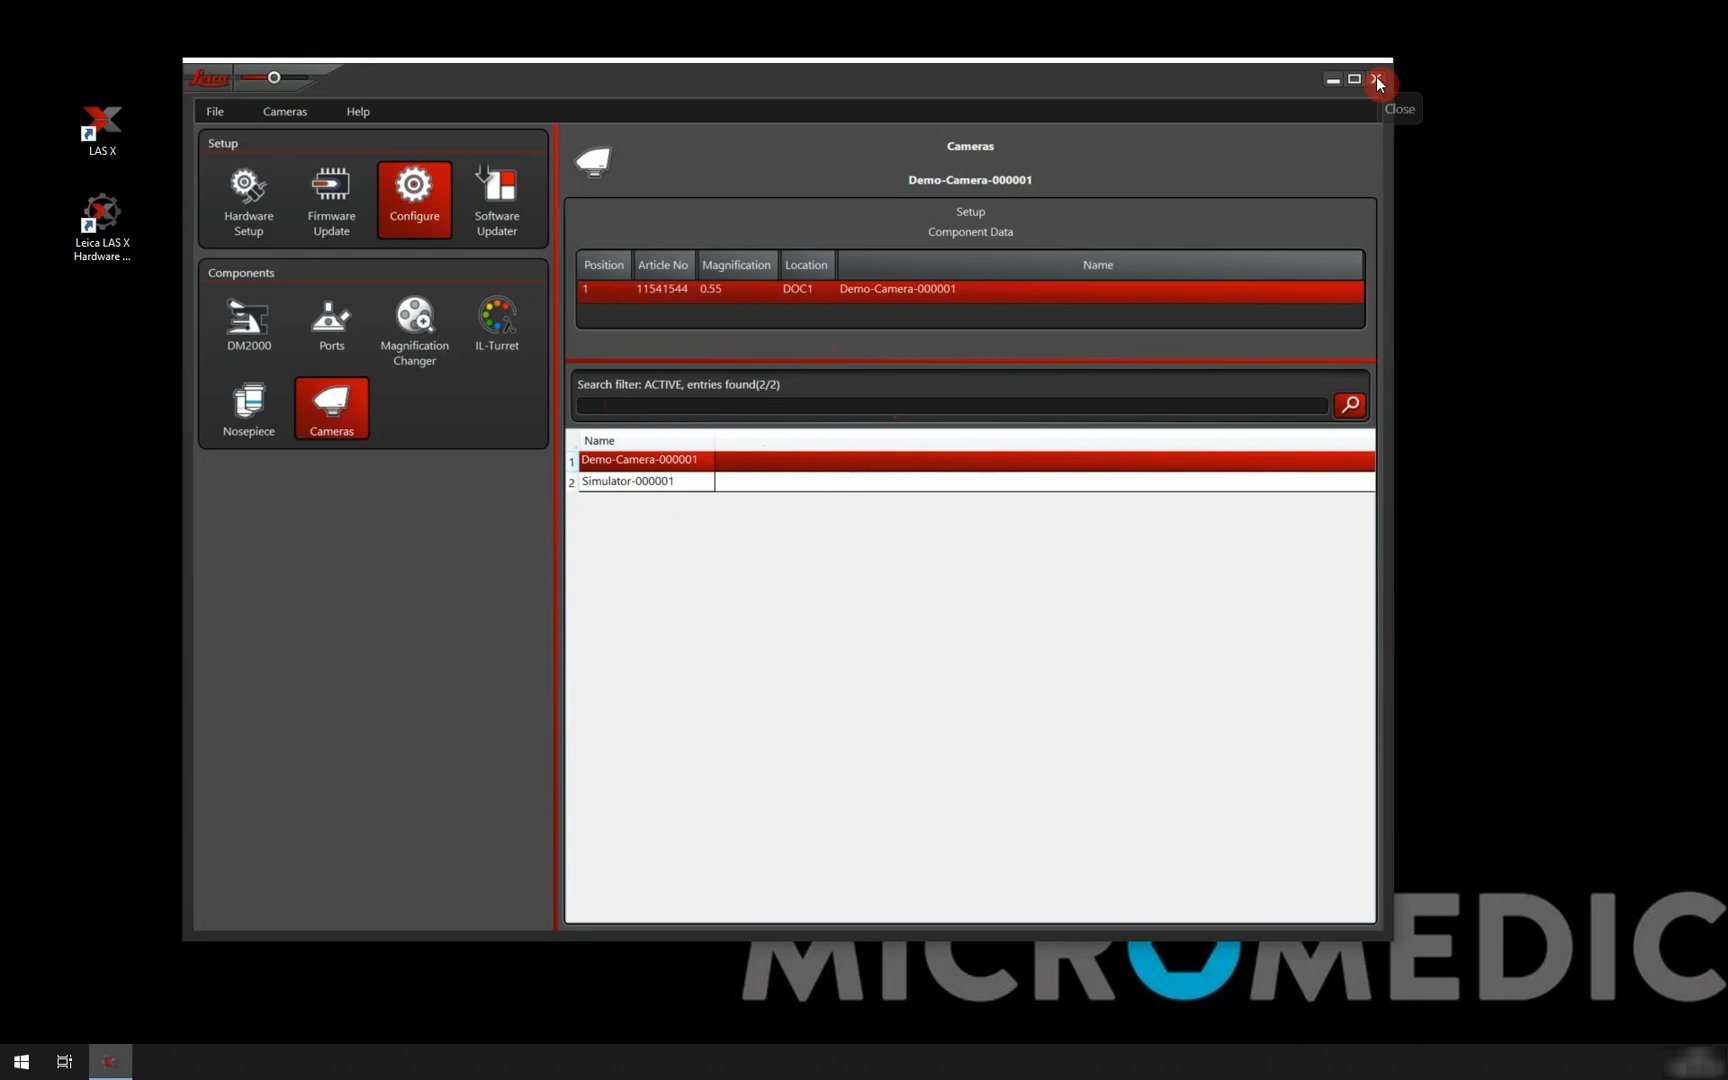 Leica
LAS X
Leica LAS X
Hardware ...
Close
File Cameras Help
Setup
Hardware
Setup
Firmware
Update
Configure
Software
Updater
Components
DM2000
Ports
Magnification
Changer
IL-Turret
Nosepiece
Cameras
Cameras
Demo-Camera-000001
Setup
Component Data
Position Article No Magnification Location Name
1 11541544 0.55 DOC1 Demo-Camera-000001
Search filter: ACTIVE, entries found(2/2)
Name
1 Demo-Camera-000001
2 Simulator-000001
MICROMEDIC